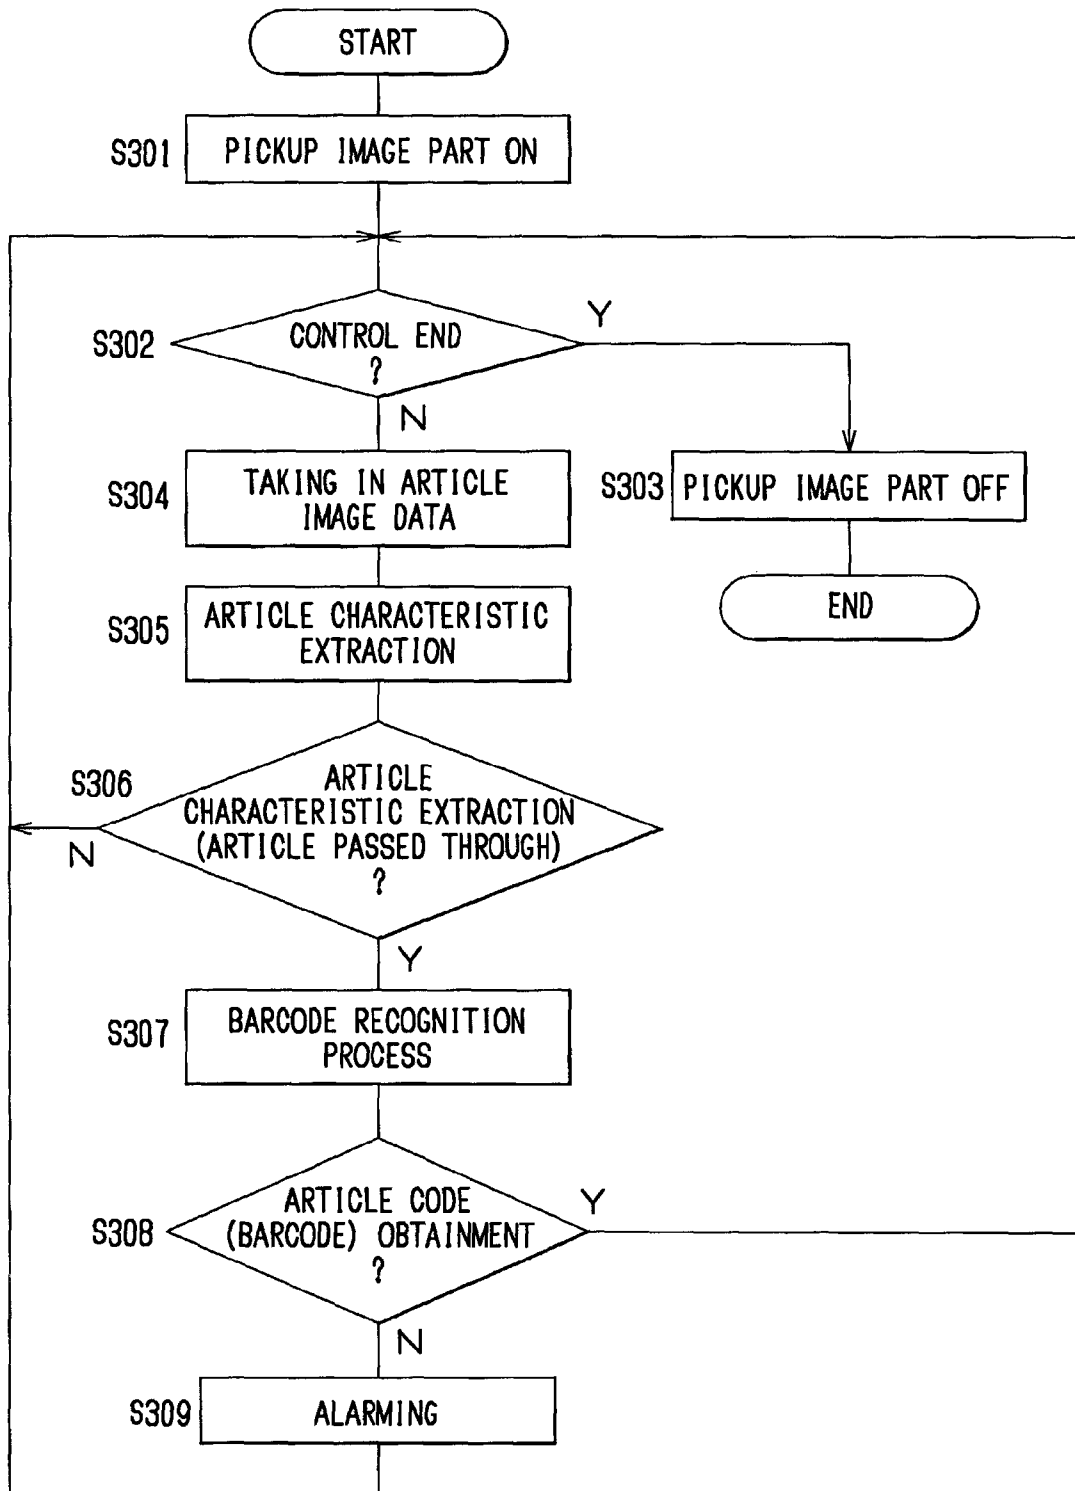 START
S301
PICKUP IMAGE PART ON
S302
CONTROL END
?
Y
N
S304
TAKING IN ARTICLE
IMAGE DATA
S303
PICKUP IMAGE PART OFF
S305
ARTICLE CHARACTERISTIC
EXTRACTION
END
S306
ARTICLE
CHARACTERISTIC EXTRACTION
(ARTICLE PASSED THROUGH)
?
N
Y
S307
BARCODE RECOGNITION
PROCESS
S308
ARTICLE CODE
(BARCODE) OBTAINMENT
?
Y
N
S309
ALARMING